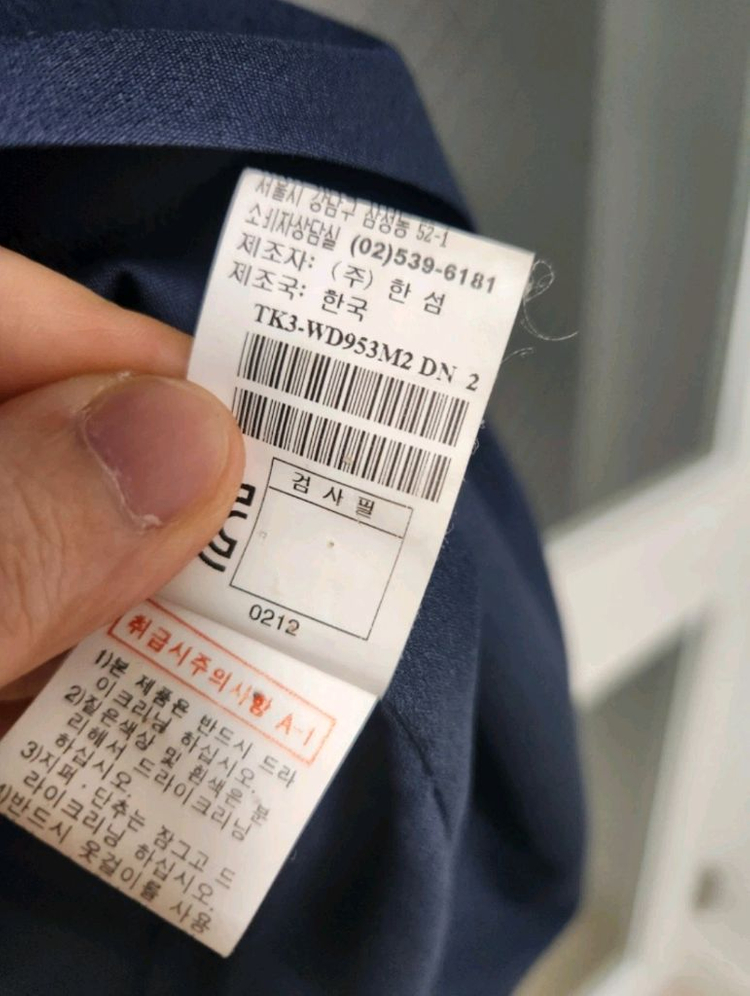 서울시 강남구 삼성동 52-1
소비자상담실 (02)539-6181
제조자: (주) 한 섬
제조국: 한국
TK3-WD953M2 DN 2
검 사 필
0212
취급시주의사항 A-1
1)본 제품은 반드시 드라
이크리닝 하십시오.
2)짙은색상 및 흰색은 분
리해서 드라이크리닝
하십시오.
3)지퍼·단추는 잠그고 드
라이크리닝 하십시오.
4)반드시 옷걸이를 사용